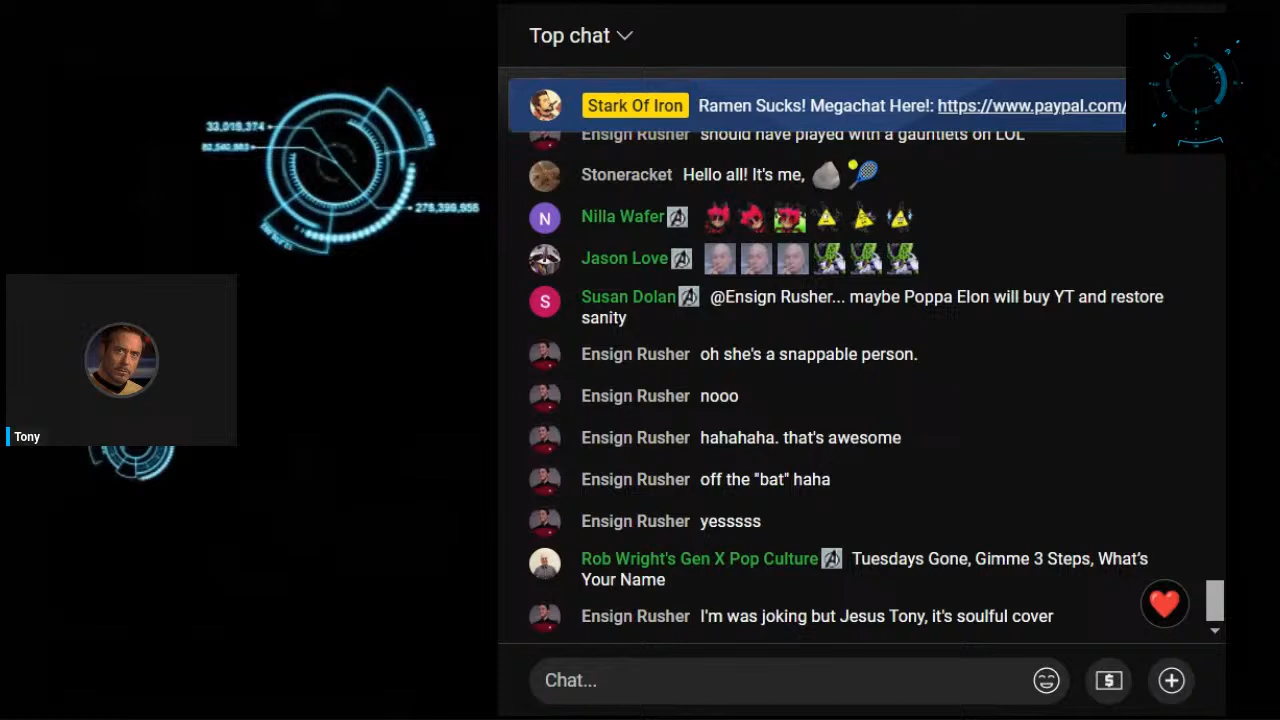 Top chat
Stark Of Iron Ramen Sucks! Megachat Here!: https://www.paypal.com/
Ensign Rusher should have played with a gauntlets on LOL
33,018,374
Stoneracket Hello all! It's me,
278,399,956
N Nilla Wafer
Jason Love
S Susan Dolan @Ensign Rusher... maybe Poppa Elon will buy YT and restore
sanity
Ensign Rusher oh she's a snappable person.
Ensign Rusher nooo
Tony
Ensign Rusher hahahaha. that's awesome
Ensign Rusher off the "bat" haha
Ensign Rusher yesssss
Rob Wright's Gen X Pop Culture Tuesdays Gone, Gimme 3 Steps, What's
Your Name
Ensign Rusher I'm was joking but Jesus Tony, it's soulful cover
Chat...